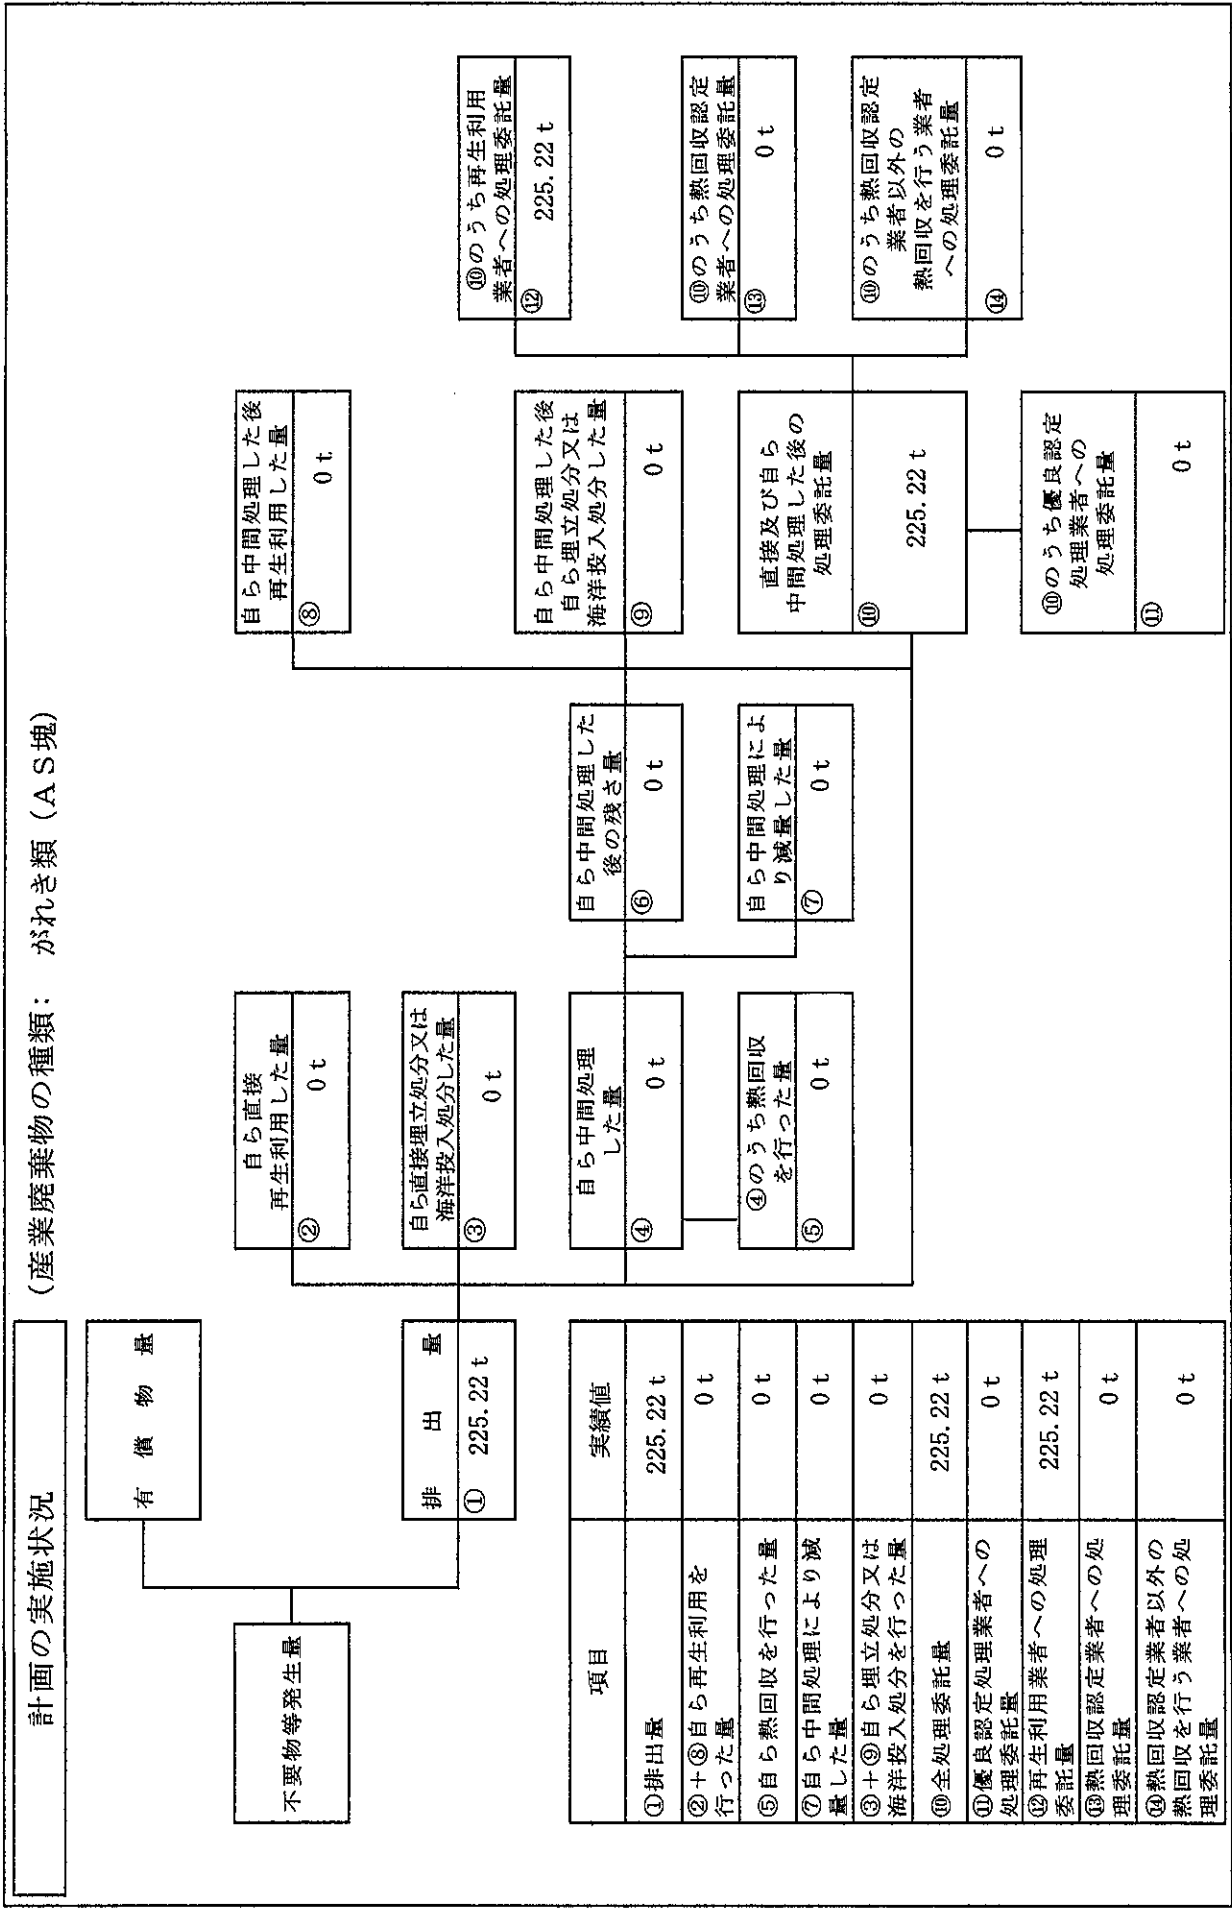 計画の実施状況
(産業廃棄物の種類： がれき類（ＡＳ塊）
不要物等発生量
有償物量
排出量
① 225.22 t
自ら直接
再生利用した量
② 0 t
自ら直接埋立処分又は
海洋投入処分した量
③ 0 t
自ら中間処理
した量
④ 0 t
④のうち熱回収
を行った量
⑤ 0 t
自ら中間処理した
後の残さ量
⑥ 0 t
自ら中間処理によ
り減量した量
⑦ 0 t
自ら中間処理した後
再生利用した量
⑧ 0 t
自ら中間処理した後
自ら埋立処分又は
海洋投入処分した量
⑨ 0 t
直接及び自ら
中間処理した後の
処理委託量
⑩ 225.22 t
⑩のうち優良認定
処理業者への
処理委託量
⑪ 0 t
⑩のうち再生利用
業者への処理委託量
⑫ 225.22 t
⑩のうち熱回収認定
業者への処理委託量
⑬ 0 t
⑩のうち熱回収認定
業者以外の
熱回収を行う業者
への処理委託量
⑭ 0 t
項目 実績値
①排出量 225.22 t
②+⑧自ら再生利用を
行った量 0 t
⑤自ら熱回収を行った量 0 t
⑦自ら中間処理により減
量した量 0 t
③+⑨自ら埋立処分又は
海洋投入処分を行った量 0 t
⑩全処理委託量 225.22 t
⑪優良認定処理業者への
処理委託量 0 t
⑫再生利用業者への処理
委託量 225.22 t
⑬熱回収認定業者への処
理委託量 0 t
⑭熱回収認定業者以外の
熱回収を行う業者への処
理委託量 0 t